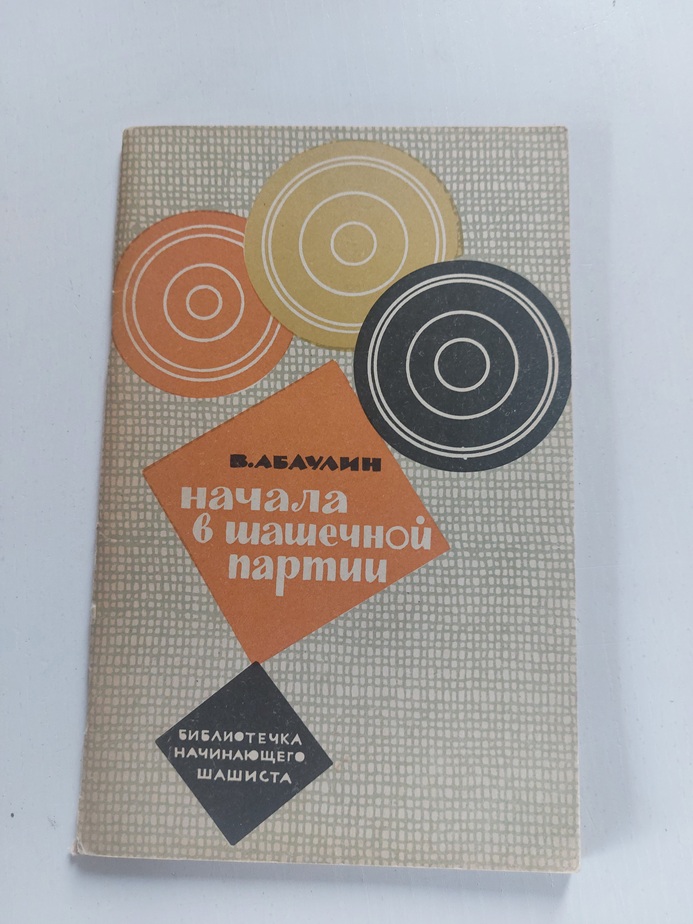 В. АБАУЛИН
начала
в шашечной
партии
БИБЛИОТЕЧКА
НАЧИНАЮЩЕГО
ШАШИСТА